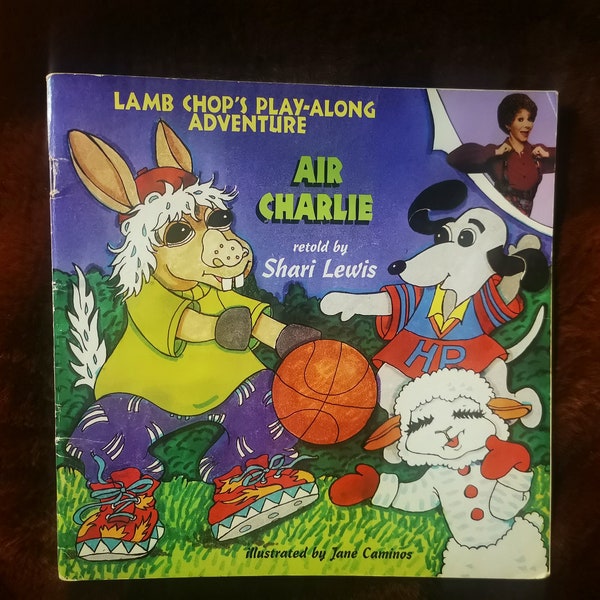 LAMB CHOP'S PLAY-ALONG
ADVENTURE
AIR
CHARLIE
retold by
Shari Lewis
HP
illustrated by Jane Caminos